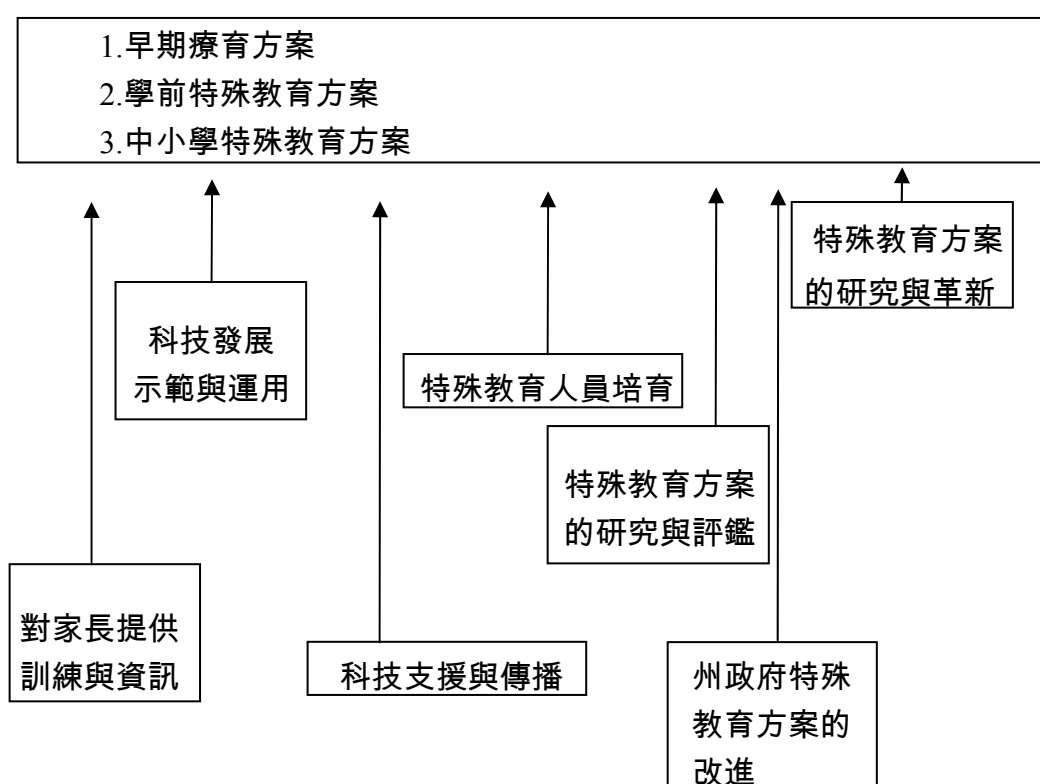 1.早期療育方案
2.學前特殊教育方案
3.中小學特殊教育方案
特殊教育方案
的研究與革新
科技發展
示範與運用
特殊教育人員培育
特殊教育方案
的研究與評鑑
對家長提供
訓練與資訊
科技支援與傳播
州政府特殊
教育方案的
改進